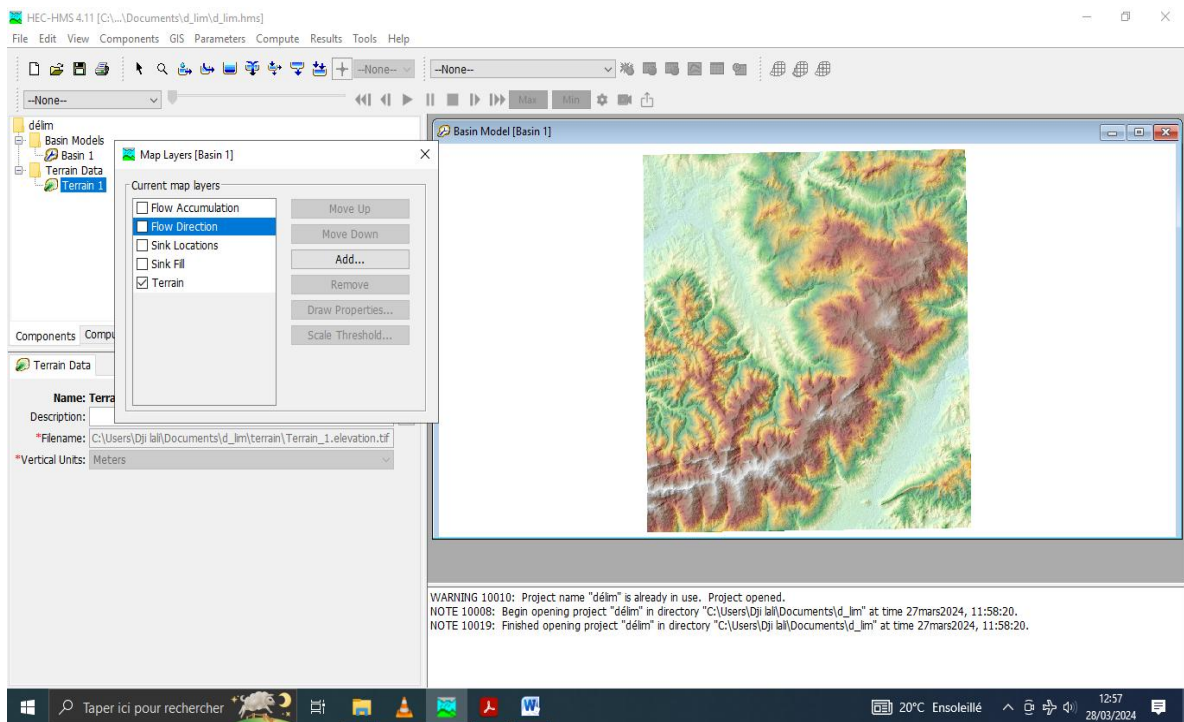 HEC-HMS 4.11 [C:\...\Documents\d_lim\d_lim.hms]
File Edit View Components GIS Parameters Compute Results Tools Help
--None-- --None--
--None-- Max Min
délim
Basin Models
Basin 1
Terrain Data
Terrain 1
Map Layers [Basin 1]
Current map layers
Flow Accumulation
Flow Direction
Sink Locations
Sink Fill
Terrain
Move Up
Move Down
Add...
Remove
Draw Properties...
Scale Threshold...
Basin Model [Basin 1]
Components Compu
Terrain Data
Name: Terra
Description:
*Filename: C:\Users\Dji lali\Documents\d_lim\terrain\Terrain_1.elevation.tif
*Vertical Units: Meters
WARNING 10010: Project name "délim" is already in use. Project opened.
NOTE 10008: Begin opening project "délim" in directory "C:\Users\Dji lali\Documents\d_lim" at time 27mars2024, 11:58:20.
NOTE 10019: Finished opening project "délim" in directory "C:\Users\Dji lali\Documents\d_lim" at time 27mars2024, 11:58:20.
Taper ici pour rechercher
20°C Ensoleillé
12:57
28/03/2024